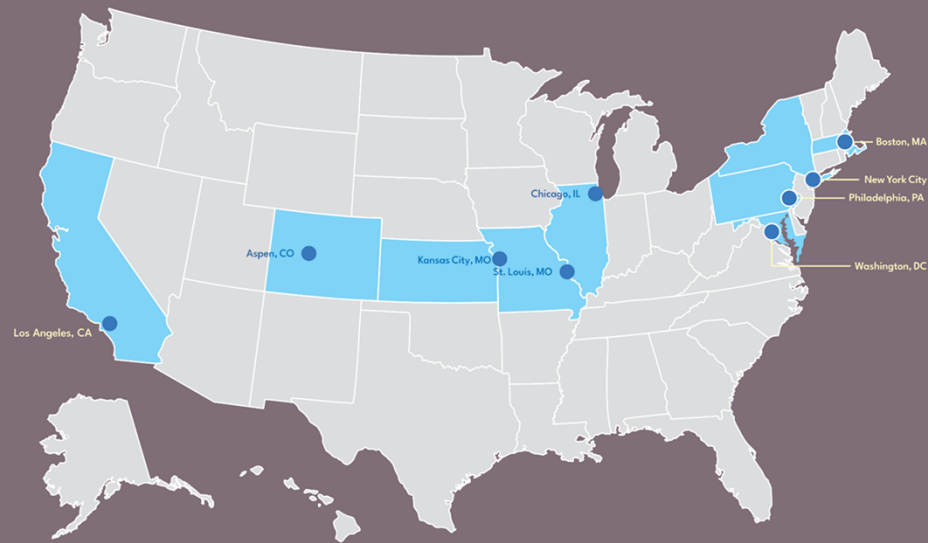 Boston, MA
New York City
Chicago, IL
Philadelphia, PA
Aspen, CO
Kansas City, MO
Washington, DC
St. Louis, MO
Los Angeles, CA